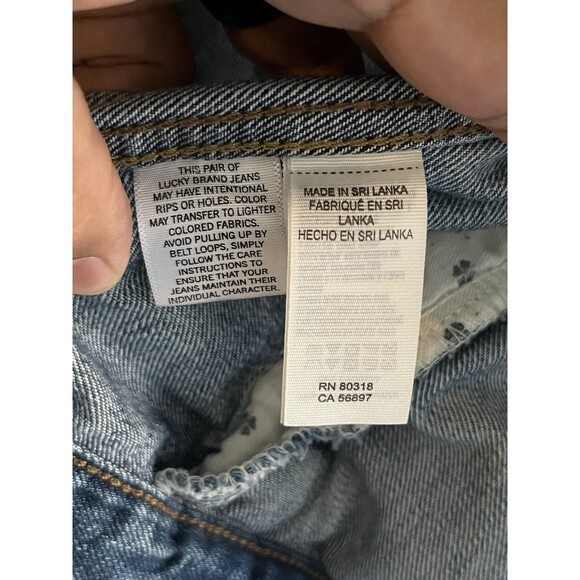 THIS PAIR OF
LUCKY BRAND JEANS
MAY HAVE INTENTIONAL
RIPS OR HOLES. COLOR
MAY TRANSFER TO LIGHTER
COLORED FABRICS.
AVOID PULLING UP BY
BELT LOOPS, SIMPLY
FOLLOW THE CARE
INSTRUCTIONS TO
ENSURE THAT YOUR
JEANS MAINTAIN THEIR
INDIVIDUAL CHARACTER.
MADE IN SRI LANKA
FABRIQUÉ EN SRI
LANKA
HECHO EN SRI LANKA
RN 80318
CA 56897